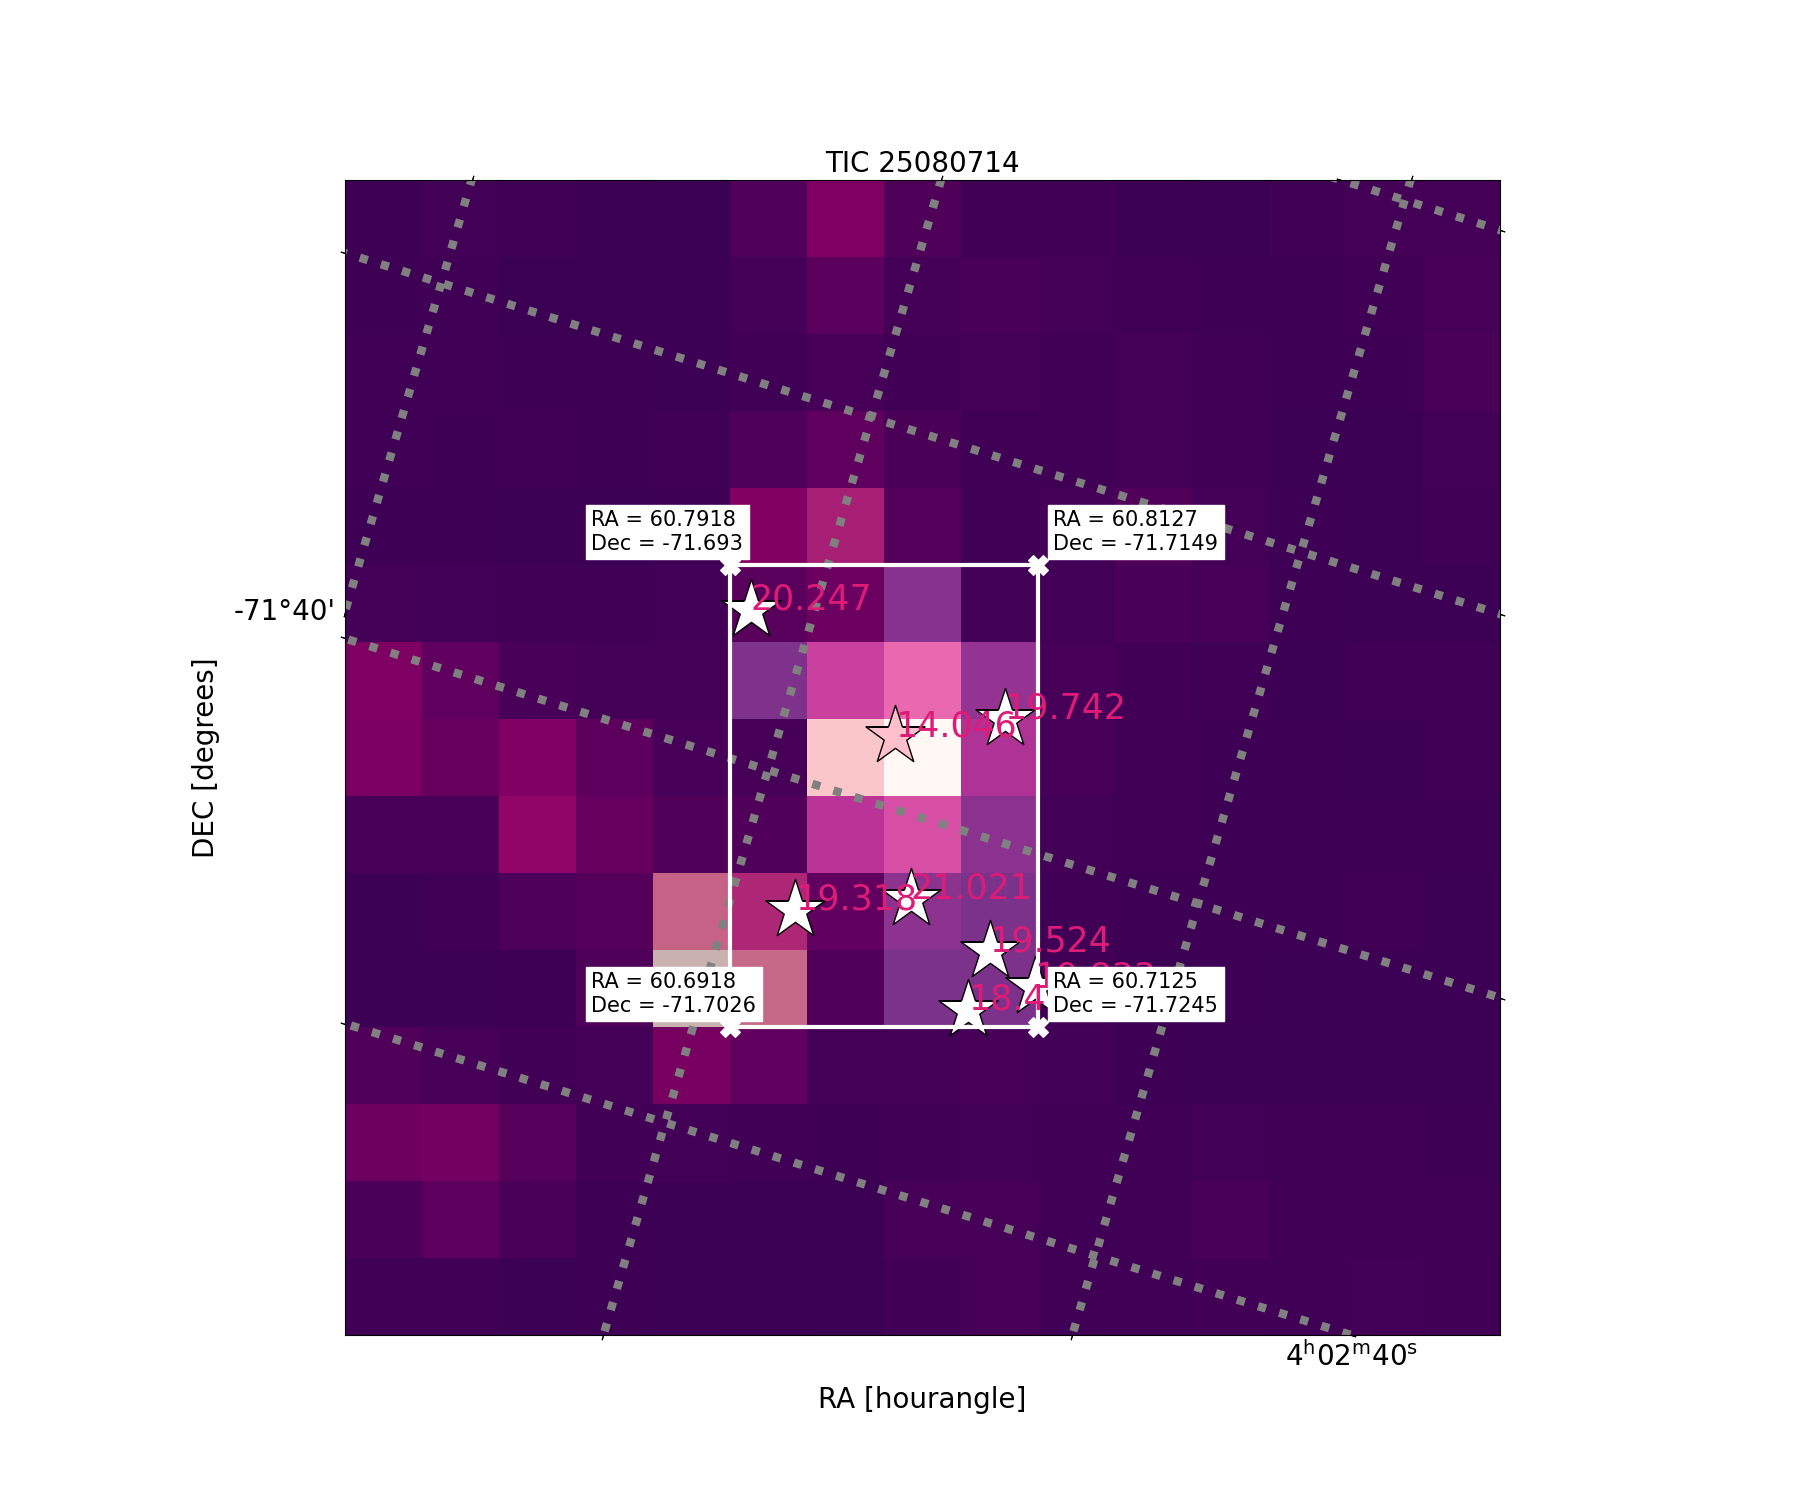 TIC 25080714
RA = 60.7918
Dec = -71.693
RA = 60.8127
Dec = -71.7149
20.247
-71°40'
19.742
14.046
DEC [degrees]
21.021
19.318
19.524
RA = 60.6918
Dec = -71.7026
18.4
RA = 60.7125
Dec = -71.7245
4h02m40s
RA [hourangle]